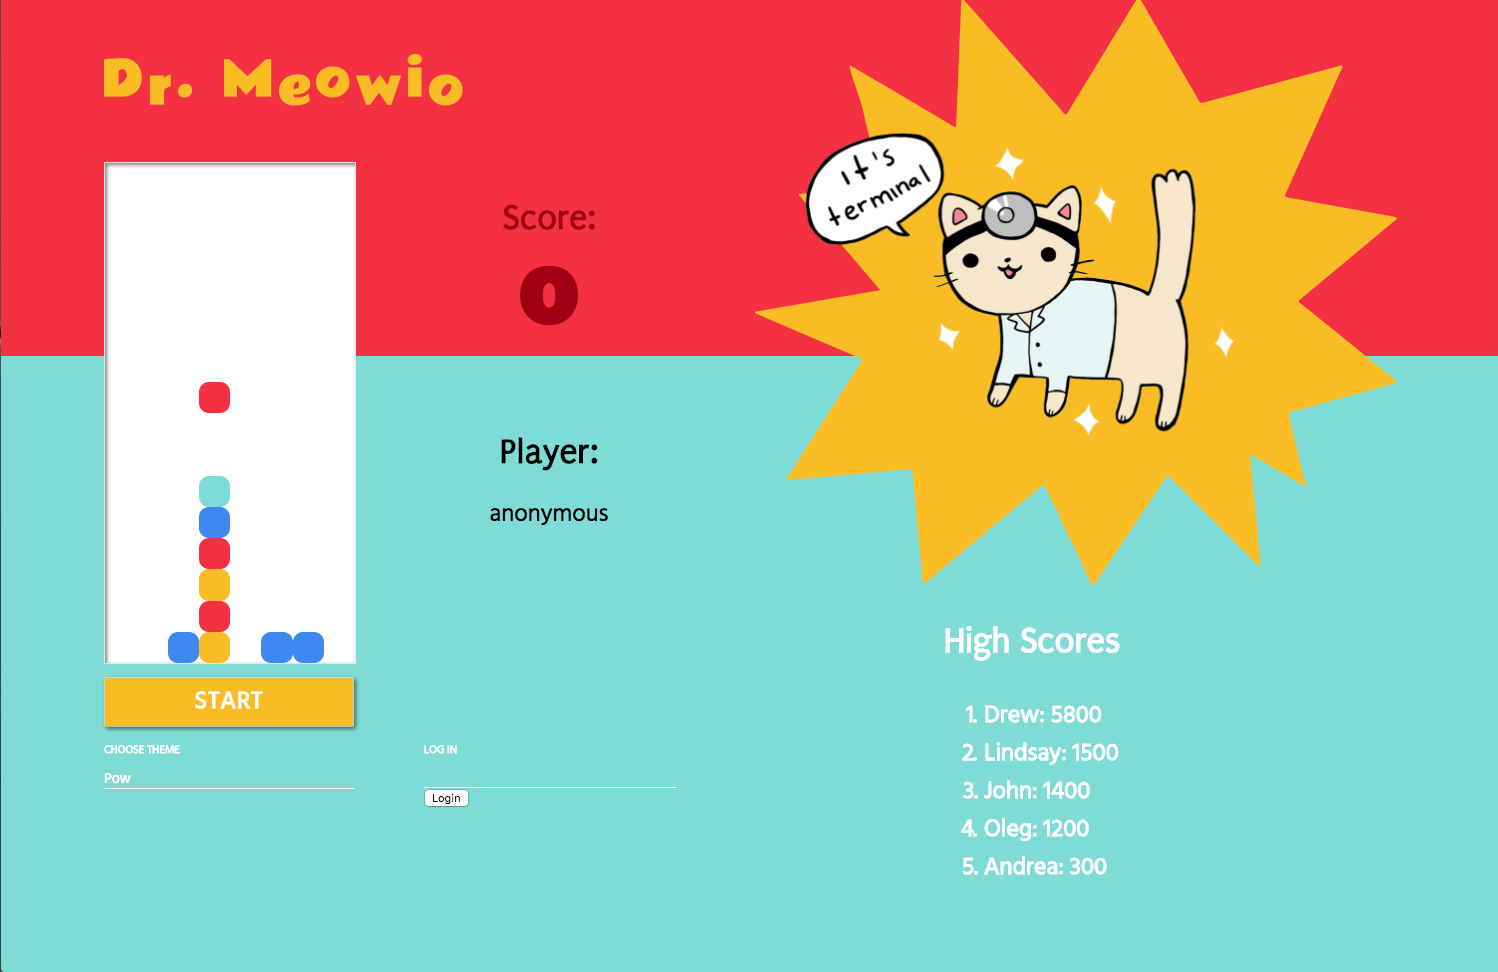 Dr. Meowio
it's
terminal
Score:
0
Player:
anonymous
START
CHOOSE THEME
Pow
LOG IN
Login
High Scores
1. Drew: 5800
2. Lindsay: 1500
3. John: 1400
4. Oleg: 1200
5. Andrea: 300